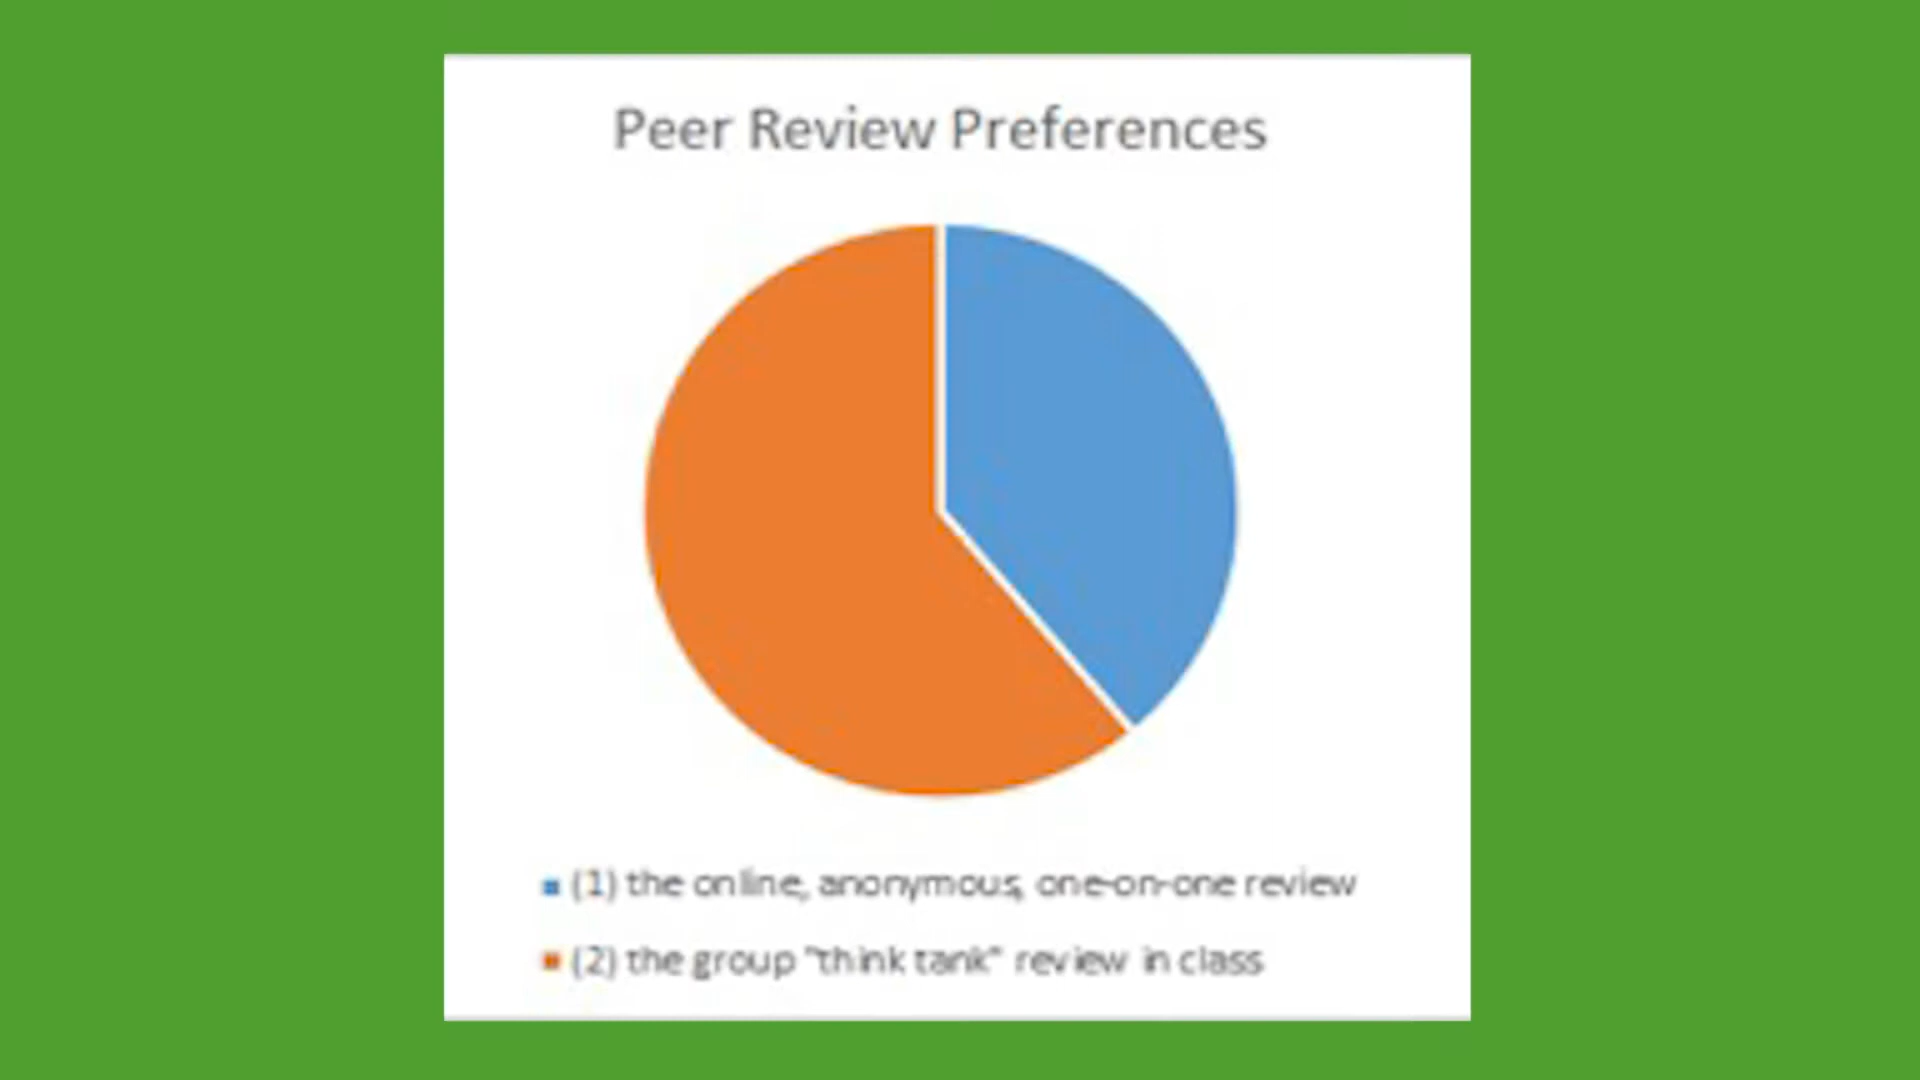 Peer Review Preferences
(1) the online, anonymous, one-on-one review
(2) the group "think tank" review in class